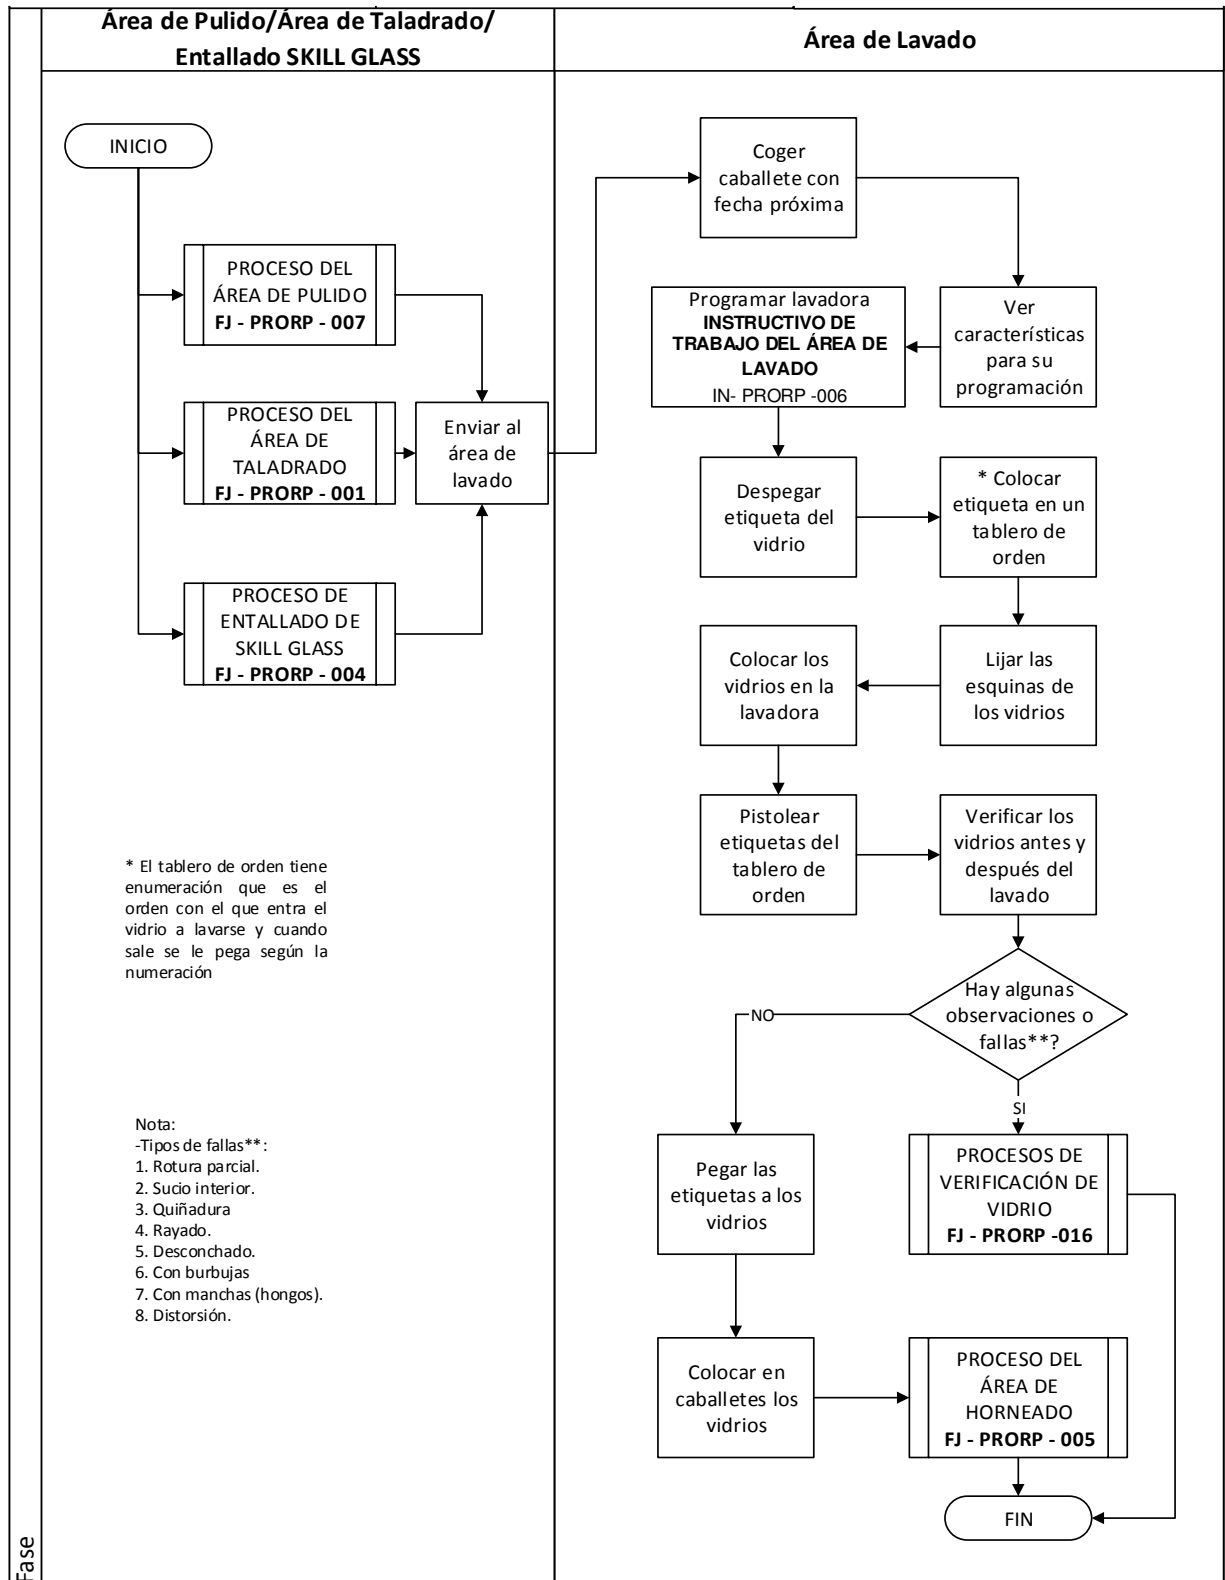 Área de Pulido/Área de Taladrado/
Entallado SKILL GLASS
Área de Lavado
INICIO
PROCESO DEL
ÁREA DE PULIDO
FJ - PRORP - 007
PROCESO DEL
ÁREA DE
TALADRADO
FJ - PRORP - 001
PROCESO DE
ENTALLADO DE
SKILL GLASS
FJ - PRORP - 004
Enviar al
área de
lavado
Coger
caballete con
fecha próxima
Ver
características
para su
programación
Programar lavadora
INSTRUCTIVO DE
TRABAJO DEL ÁREA DE
LAVADO
IN- PRORP -006
Despegar
etiqueta del
vidrio
* Colocar
etiqueta en un
tablero de
orden
Lijar las
esquinas de
los vidrios
Colocar los
vidrios en la
lavadora
Pistolear
etiquetas del
tablero de
orden
Verificar los
vidrios antes y
después del
lavado
Hay algunas
observaciones o
fallas**?
NO
SI
Pegar las
etiquetas a los
vidrios
PROCESOS DE
VERIFICACIÓN DE
VIDRIO
FJ - PRORP -016
Colocar en
caballetes los
vidrios
PROCESO DEL
ÁREA DE
HORNEADO
FJ - PRORP - 005
FIN
* El tablero de orden tiene
enumeración que es el
orden con el que entra el
vidrio a lavarse y cuando
sale se le pega según la
numeración
Nota:
-Tipos de fallas**:
1. Rotura parcial.
2. Sucio interior.
3. Quiñadura
4. Rayado.
5. Desconchado.
6. Con burbujas
7. Con manchas (hongos).
8. Distorsión.
Fase